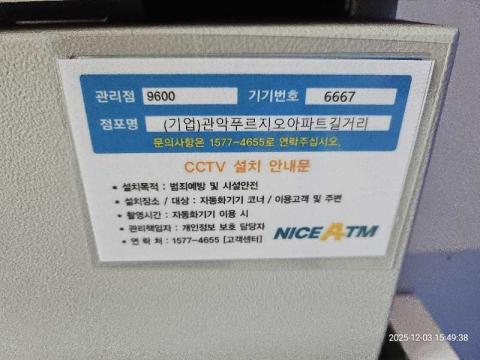 관리점 9600 기기번호 6667
점포명 (기업)관악푸르지오아파트길거리
문의사항은 1577-4655로 연락주십시오.
CCTV 설치 안내문
• 설치목적 : 범죄예방 및 시설안전
• 설치장소 / 대상 : 자동화기기 코너 / 이용고객 및 주변
• 촬영시간 : 자동화기기 이용 시
• 관리책임자 : 개인정보 보호 담당자
• 연 락 처 : 1577-4655 [고객센터]
NICE ATM
2025-12-03 15:49:38